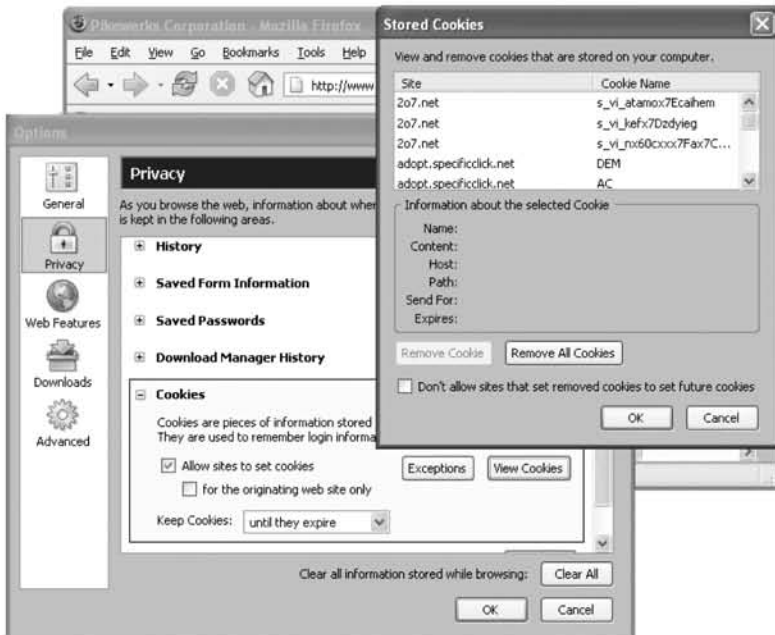 Pikewerks Corporation - Mozilla Firefox
File Edit View Go Bookmarks Tools Help
http://www
Options
General
Privacy
Web Features
Downloads
Advanced
Privacy
As you browse the web, information about wher
is kept in the following areas.
History
Saved Form Information
Saved Passwords
Download Manager History
Cookies
Cookies are pieces of information stored
They are used to remember login informa
Allow sites to set cookies
Exceptions
View Cookies
for the originating web site only
Keep Cookies: until they expire
Clear all information stored while browsing: Clear All
OK Cancel
Stored Cookies
View and remove cookies that are stored on your computer.
Site Cookie Name
2o7.net s_vi_atamox7Ecaihem
2o7.net s_vi_kefx7Dzdyieg
2o7.net s_vi_nx60cxxx7Fax7C...
adopt.specificclick.net DEM
adopt.specificclick.net AC
Information about the selected Cookie
Name:
Content:
Host:
Path:
Send For:
Expires:
Remove Cookie Remove All Cookies
Don't allow sites that set removed cookies to set future cookies
OK Cancel